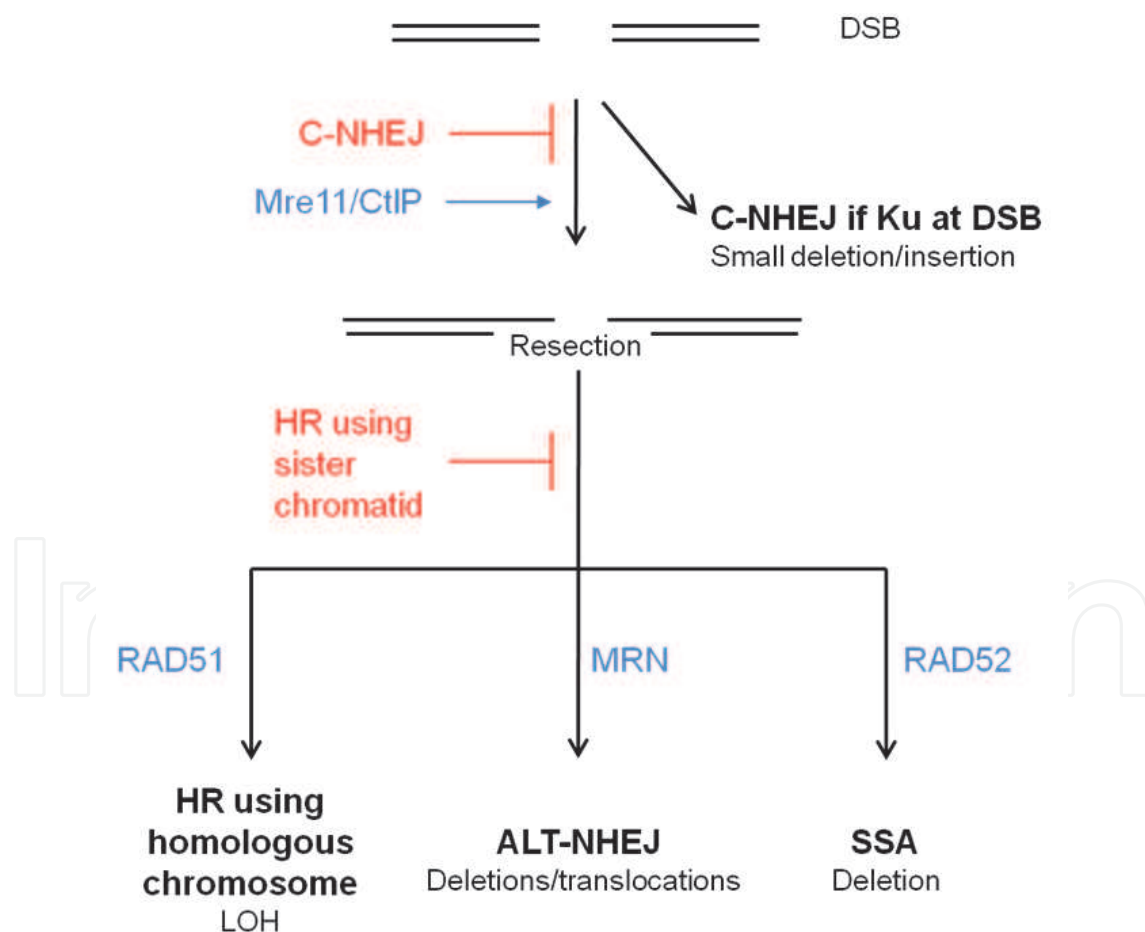 DSB
C-NHEJ
Mre11/CtIP
C-NHEJ if Ku at DSB
Small deletion/insertion
Resection
HR using
sister
chromatid
RAD51
MRN
RAD52
HR using
homologous
chromosome
LOH
ALT-NHEJ
Deletions/translocations
SSA
Deletion